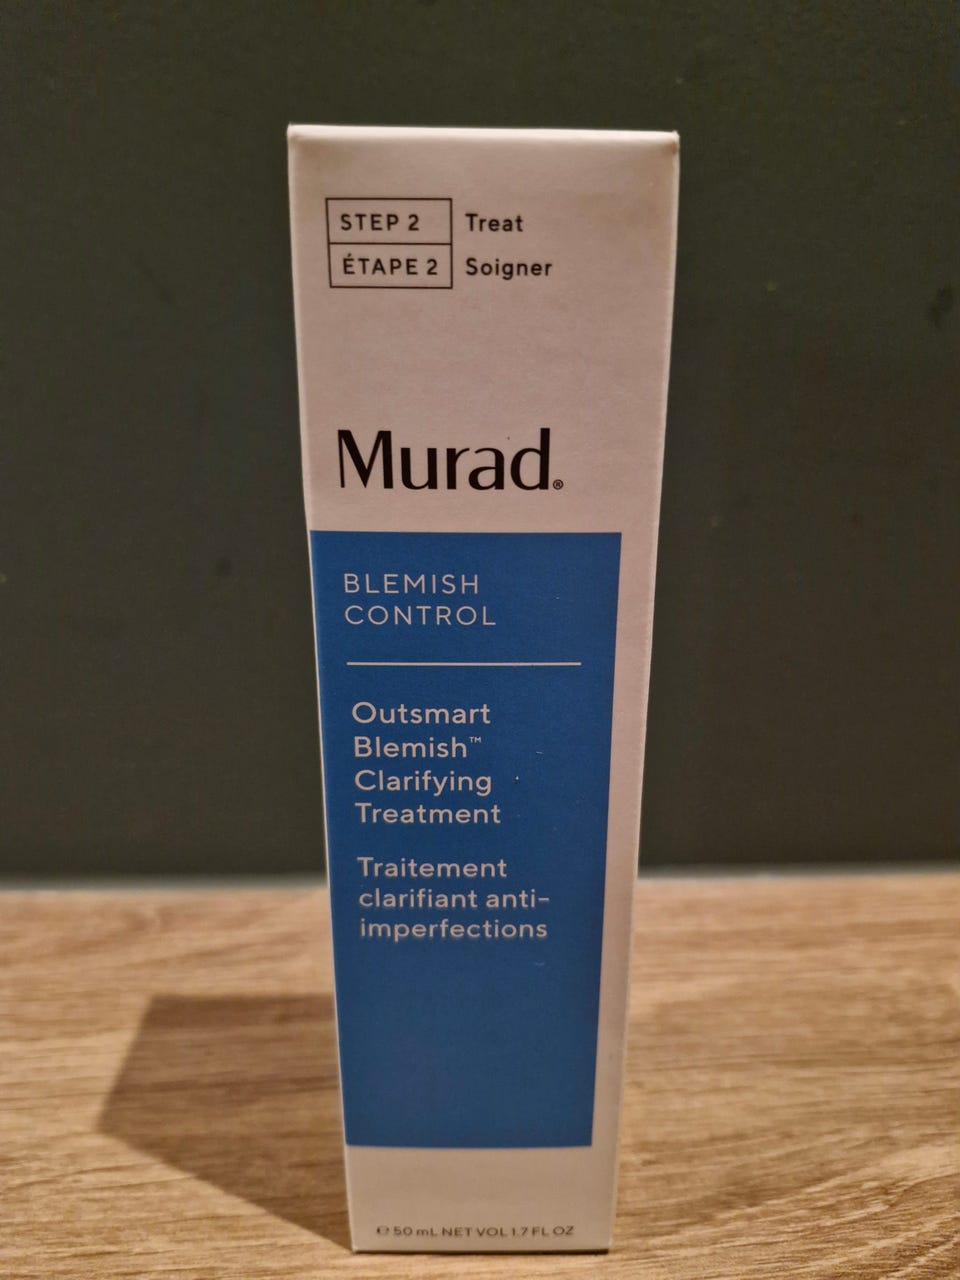 STEP 2 Treat
ÉTAPE 2 Soigner
Murad®
BLEMISH
CONTROL
Outsmart
Blemish™
Clarifying
Treatment
Traitement
clarifiant anti-
imperfections
℮ 50 mL NET VOL 1.7 FL OZ